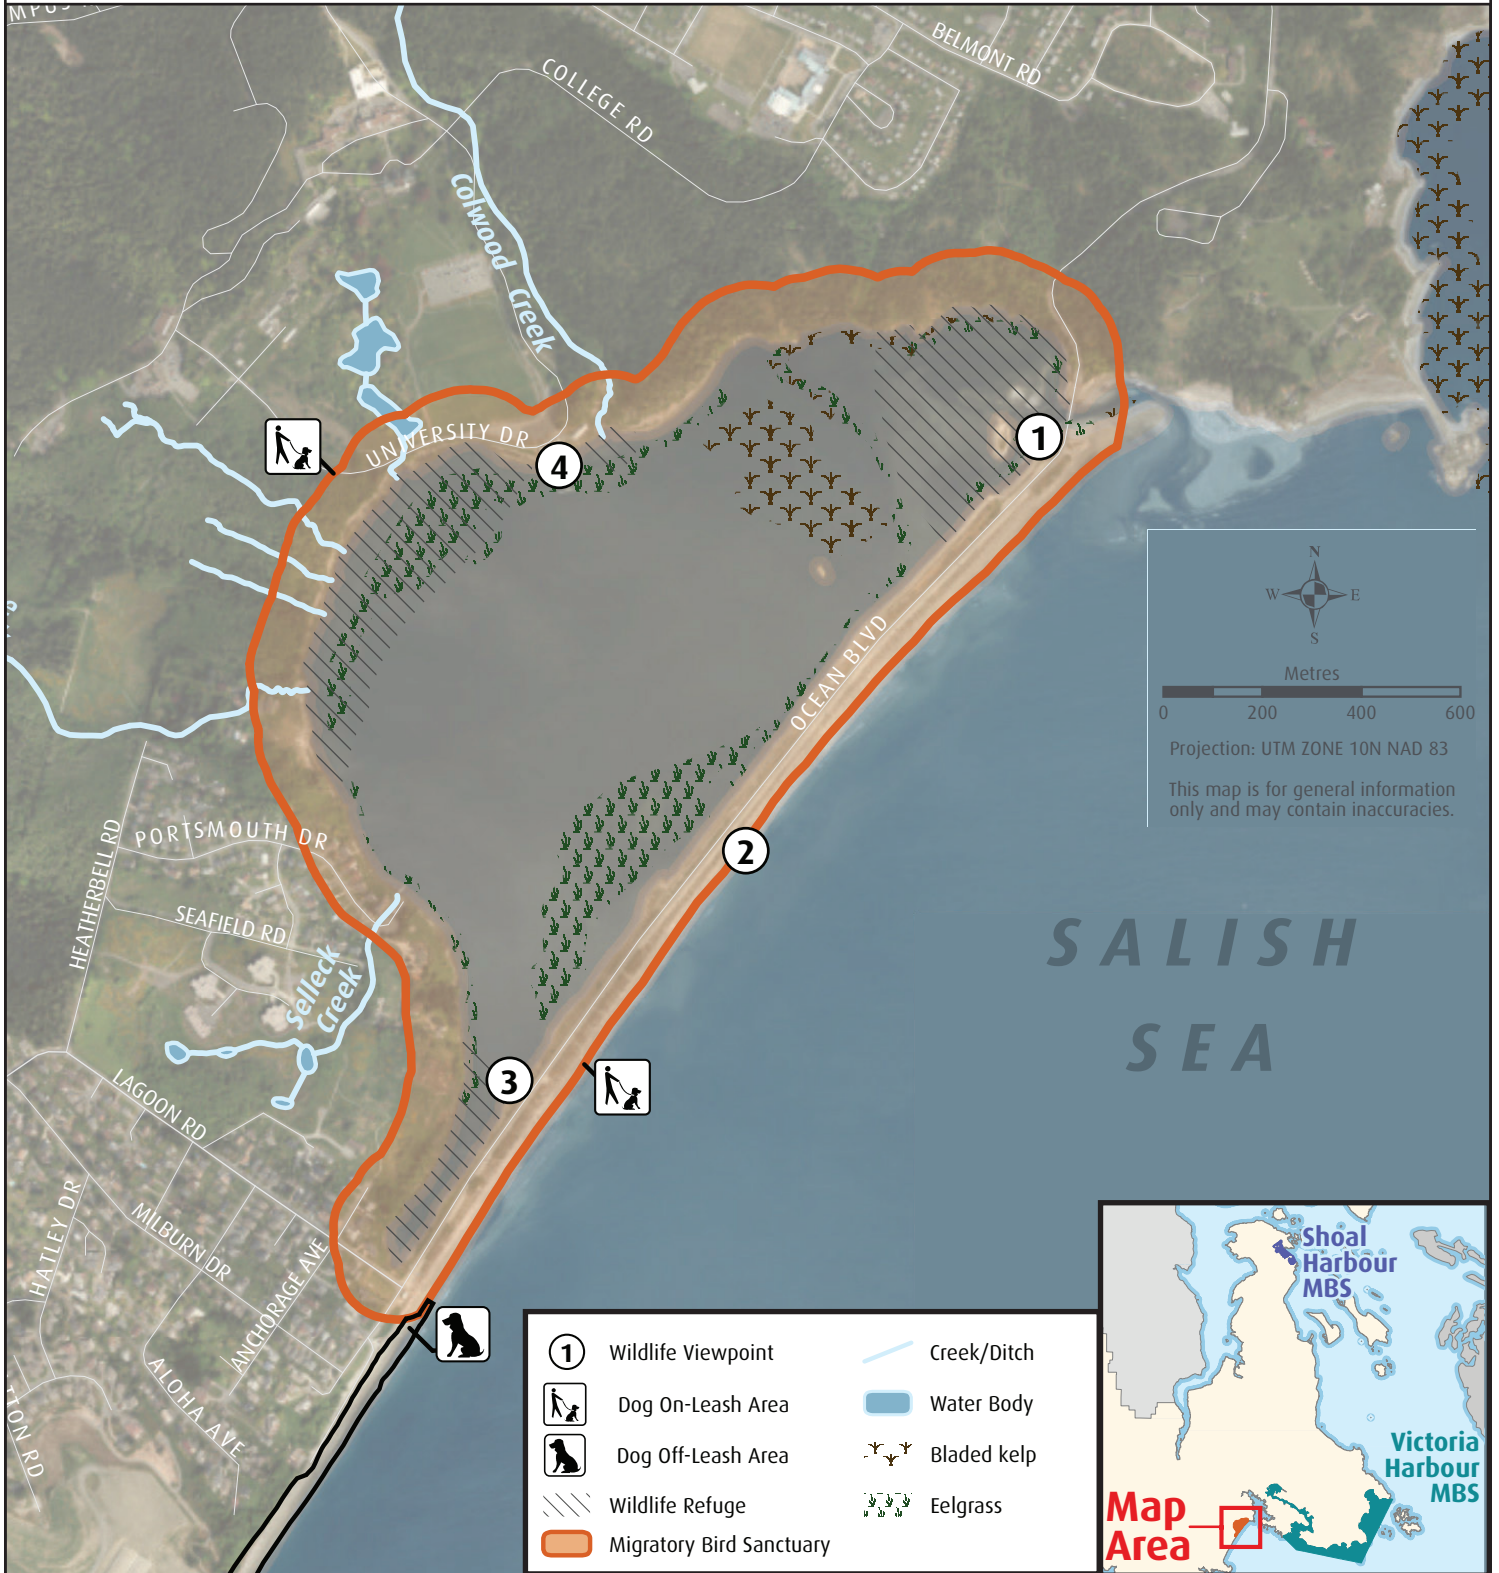 BELMONT RD
COLLEGE RD
Colwood Creek
UNIVERSITY DR
1
4
OCEAN BLVD
N
W E
S
Metres
0 200 400 600
Projection: UTM ZONE 10N NAD 83
This map is for general information
only and may contain inaccuracies.
PORTSMOUTH DR
HEATHERBELL RD
2
SEAFIELD RD
SALISH
SEA
Selleck
Creek
3
LAGOON RD
HATLEY DR
MILBURN DR
ANCHORAGE AVE
ALOHA AVE
TON RD
1 Wildlife Viewpoint
Dog On-Leash Area
Dog Off-Leash Area
Wildlife Refuge
Migratory Bird Sanctuary
Creek/Ditch
Water Body
Bladed kelp
Eelgrass
Shoal
Harbour
MBS
Victoria
Harbour
MBS
Map
Area